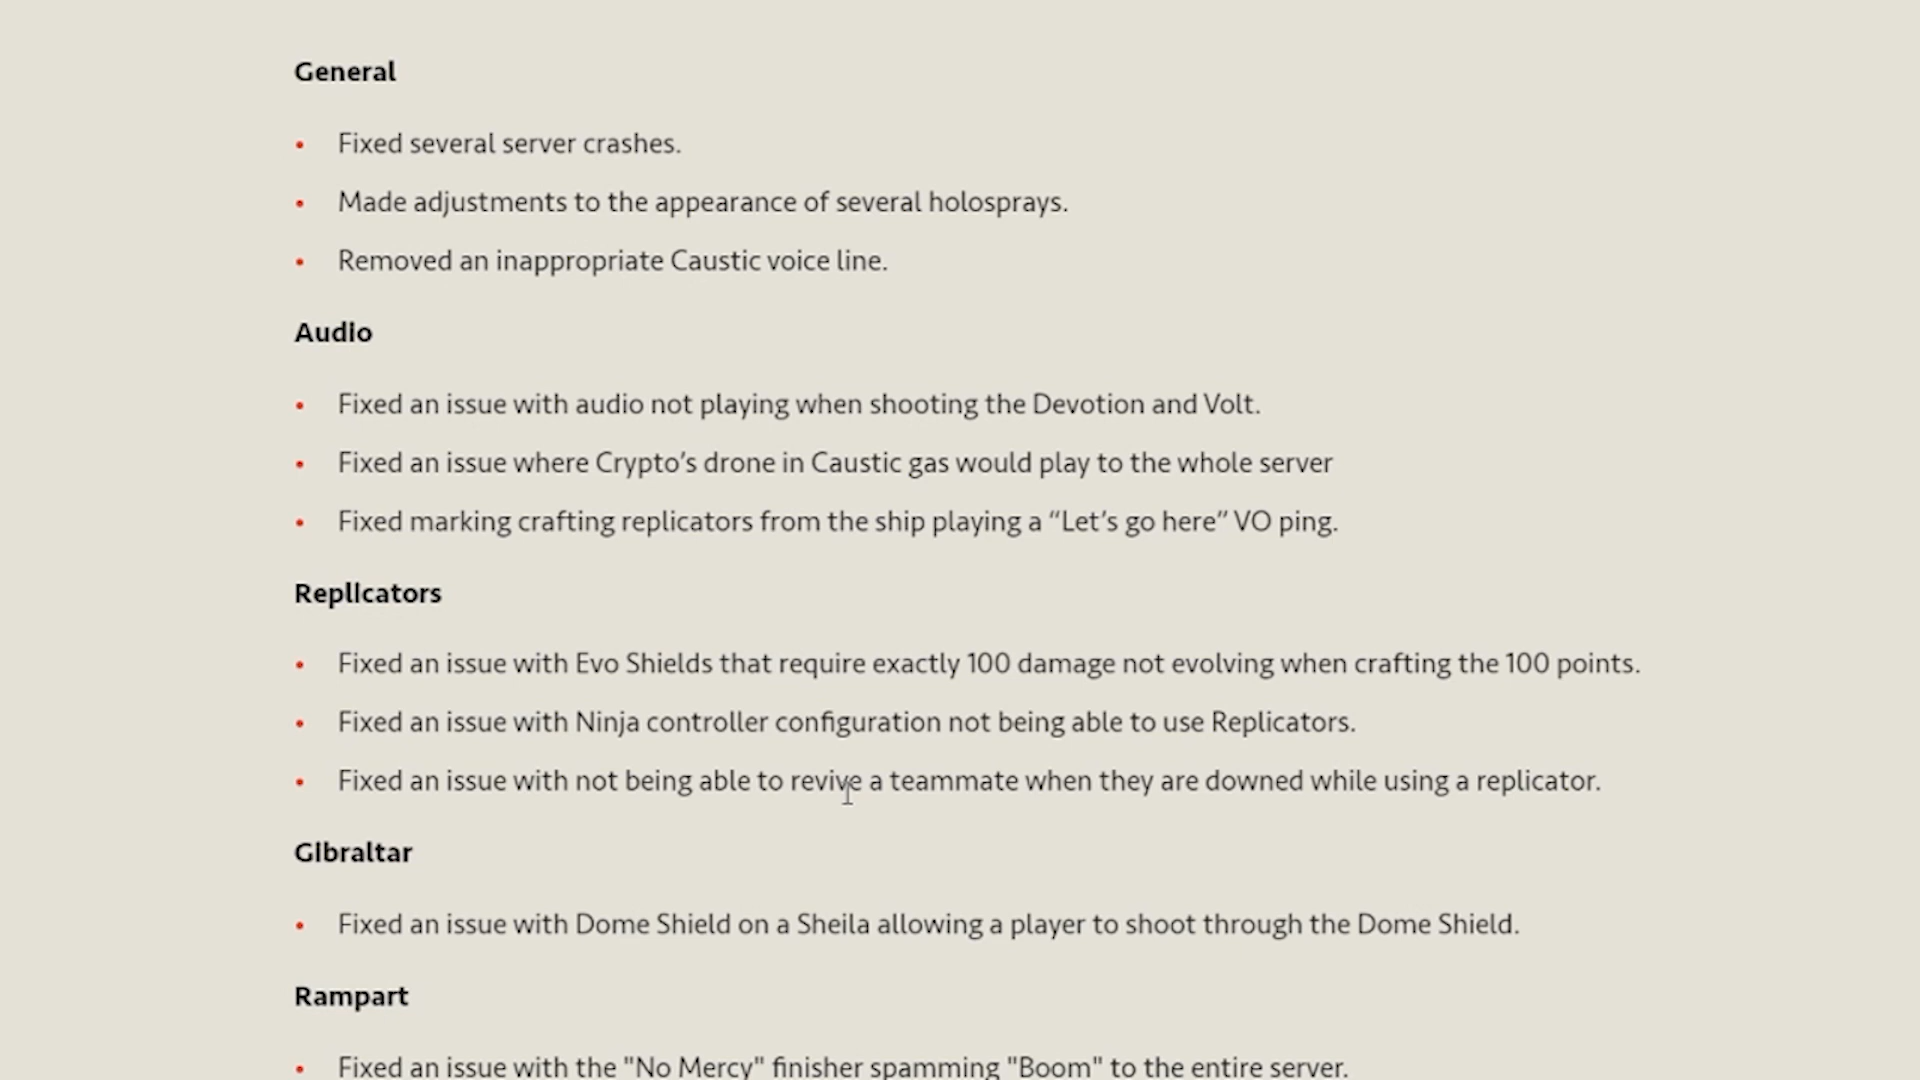 General
Fixed several server crashes.
Made adjustments to the appearance of several holosprays.
Removed an inappropriate Caustic voice line.
Audio
Fixed an issue with audio not playing when shooting the Devotion and Volt.
Fixed an issue where Crypto’s drone in Caustic gas would play to the whole server
Fixed marking crafting replicators from the ship playing a “Let’s go here” VO ping.
Replicators
Fixed an issue with Evo Shields that require exactly 100 damage not evolving when crafting the 100 points.
Fixed an issue with Ninja controller configuration not being able to use Replicators.
Fixed an issue with not being able to revive a teammate when they are downed while using a replicator.
Gibraltar
Fixed an issue with Dome Shield on a Sheila allowing a player to shoot through the Dome Shield.
Rampart
Fixed an issue with the "No Mercy" finisher spamming "Boom" to the entire server.